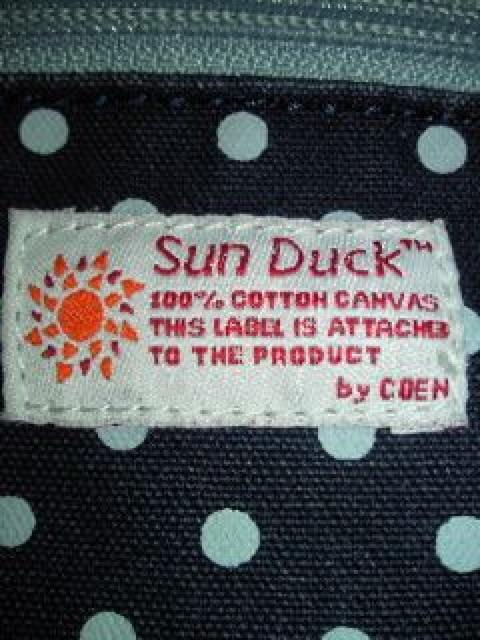 Sun Duck™
100% COTTON CANVAS
THIS LABEL IS ATTACHED
TO THE PRODUCT
by COEN